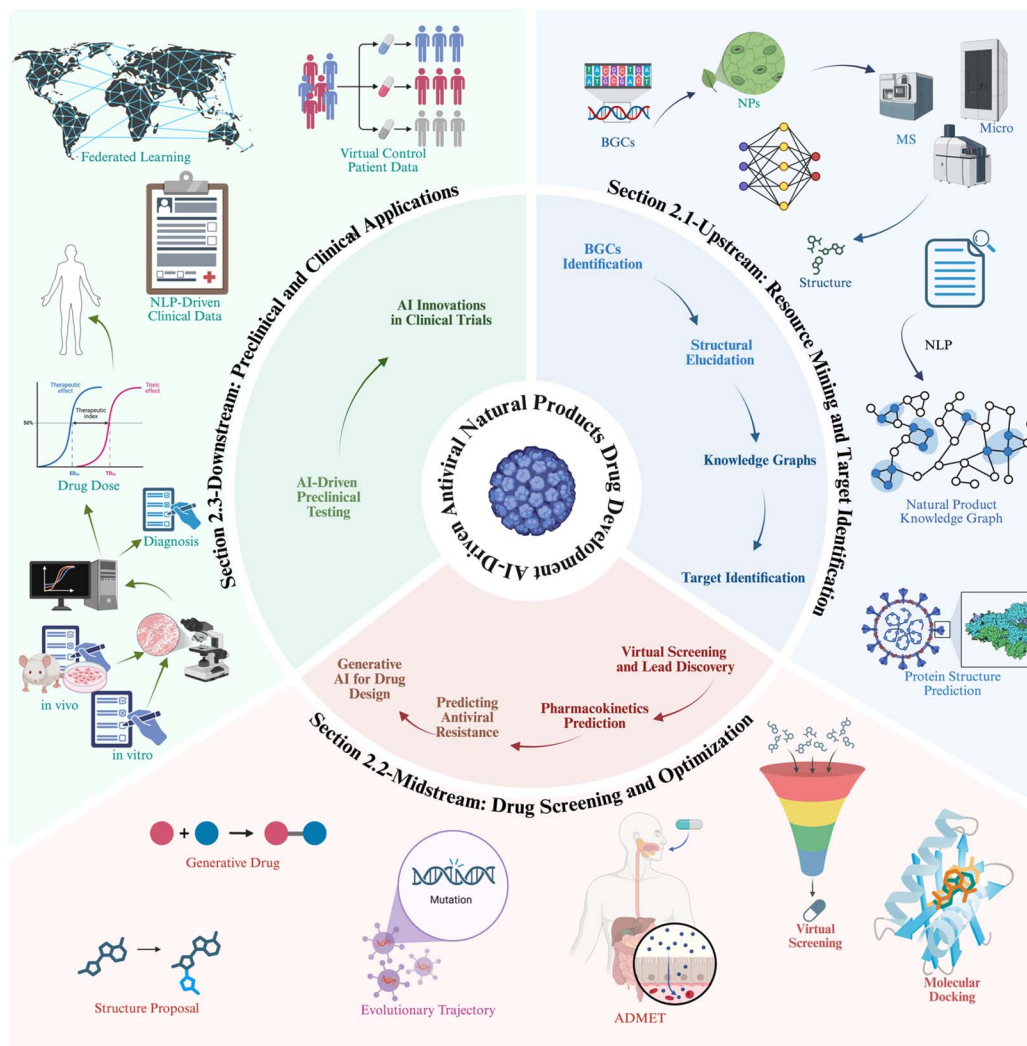 Federated Learning
Virtual Control
Patient Data
NLP-Driven
Clinical Data
Therapeutic
effect
Toxic
effect
Therapeutic
index
50%
ED₅₀
TD₅₀
Drug Dose
Diagnosis
in vivo
in vitro
TACGCTGA
ATGCGACT
BGCs
NPs
MS
Micro
Structure
NLP
Natural Product
Knowledge Graph
Protein Structure
Prediction
Section 2.3-Downstream: Preclinical and Clinical Applications
Section 2.1-Upstream: Resource Mining and Target Identification
Section 2.2-Midstream: Drug Screening and Optimization
AI Innovations
in Clinical Trials
AI-Driven
Preclinical
Testing
BGCs
Identification
Structural
Elucidation
Knowledge Graphs
Target Identification
AI-Driven Antiviral Natural Products Drug Development
Virtual Screening
and Lead Discovery
Pharmacokinetics
Prediction
Predicting
Antiviral
Resistance
Generative
AI for Drug
Design
+
Generative Drug
Structure Proposal
Mutation
Evolutionary Trajectory
ADMET
Virtual
Screening
Molecular
Docking